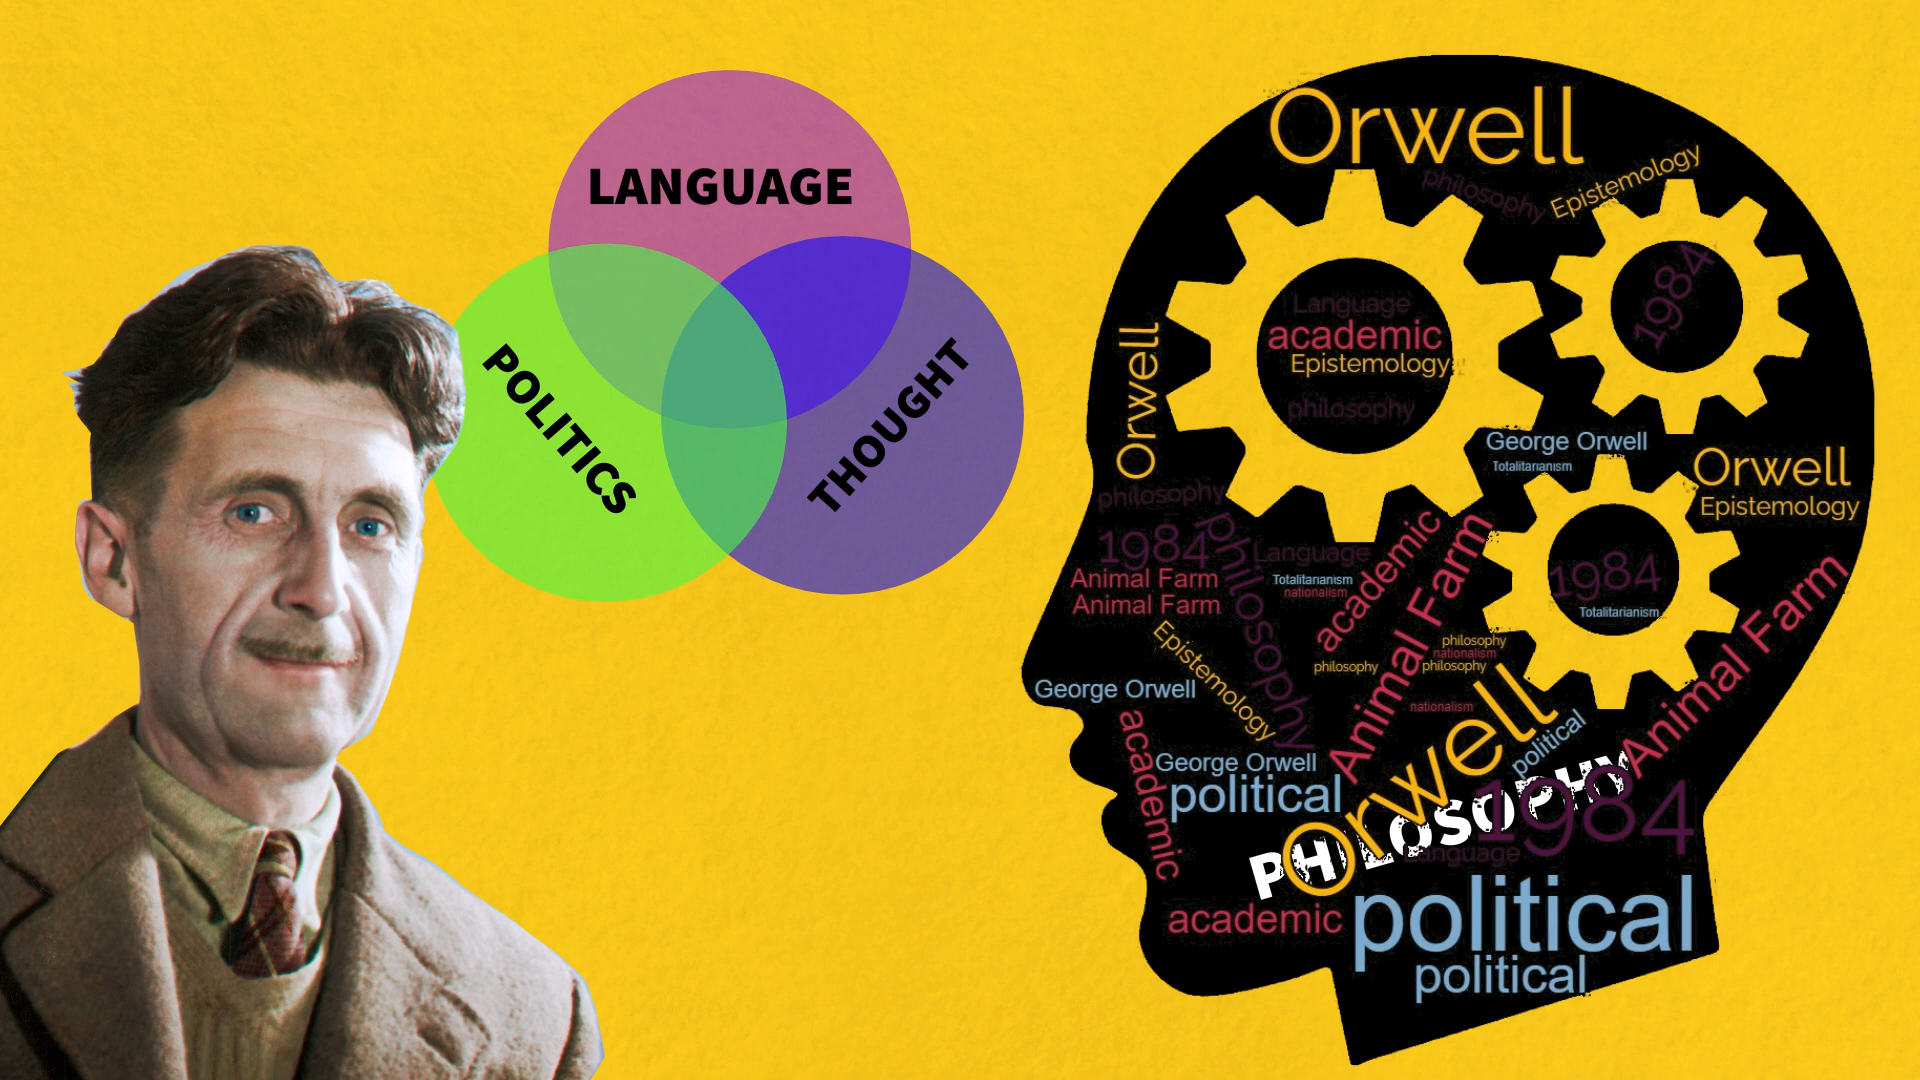 LANGUAGE
POLITICS
THOUGHT
Orwell
philosophy
Epistemology
1984
Language
academic
Epistemology
philosophy
Orwell
George Orwell
Totalitarianism
Orwell
Epistemology
philosophy
1984
philosophy
Language
academic
Animal Farm
Animal Farm
Animal Farm
Totalitarianism
nationalism
1984
Totalitarianism
Animal Farm
Epistemology
philosophy
nationalism
philosophy
philosophy
George Orwell
nationalism
academic
Orwell
political
George Orwell
political
PHILOSOPHY
1984
Language
academic
political
political